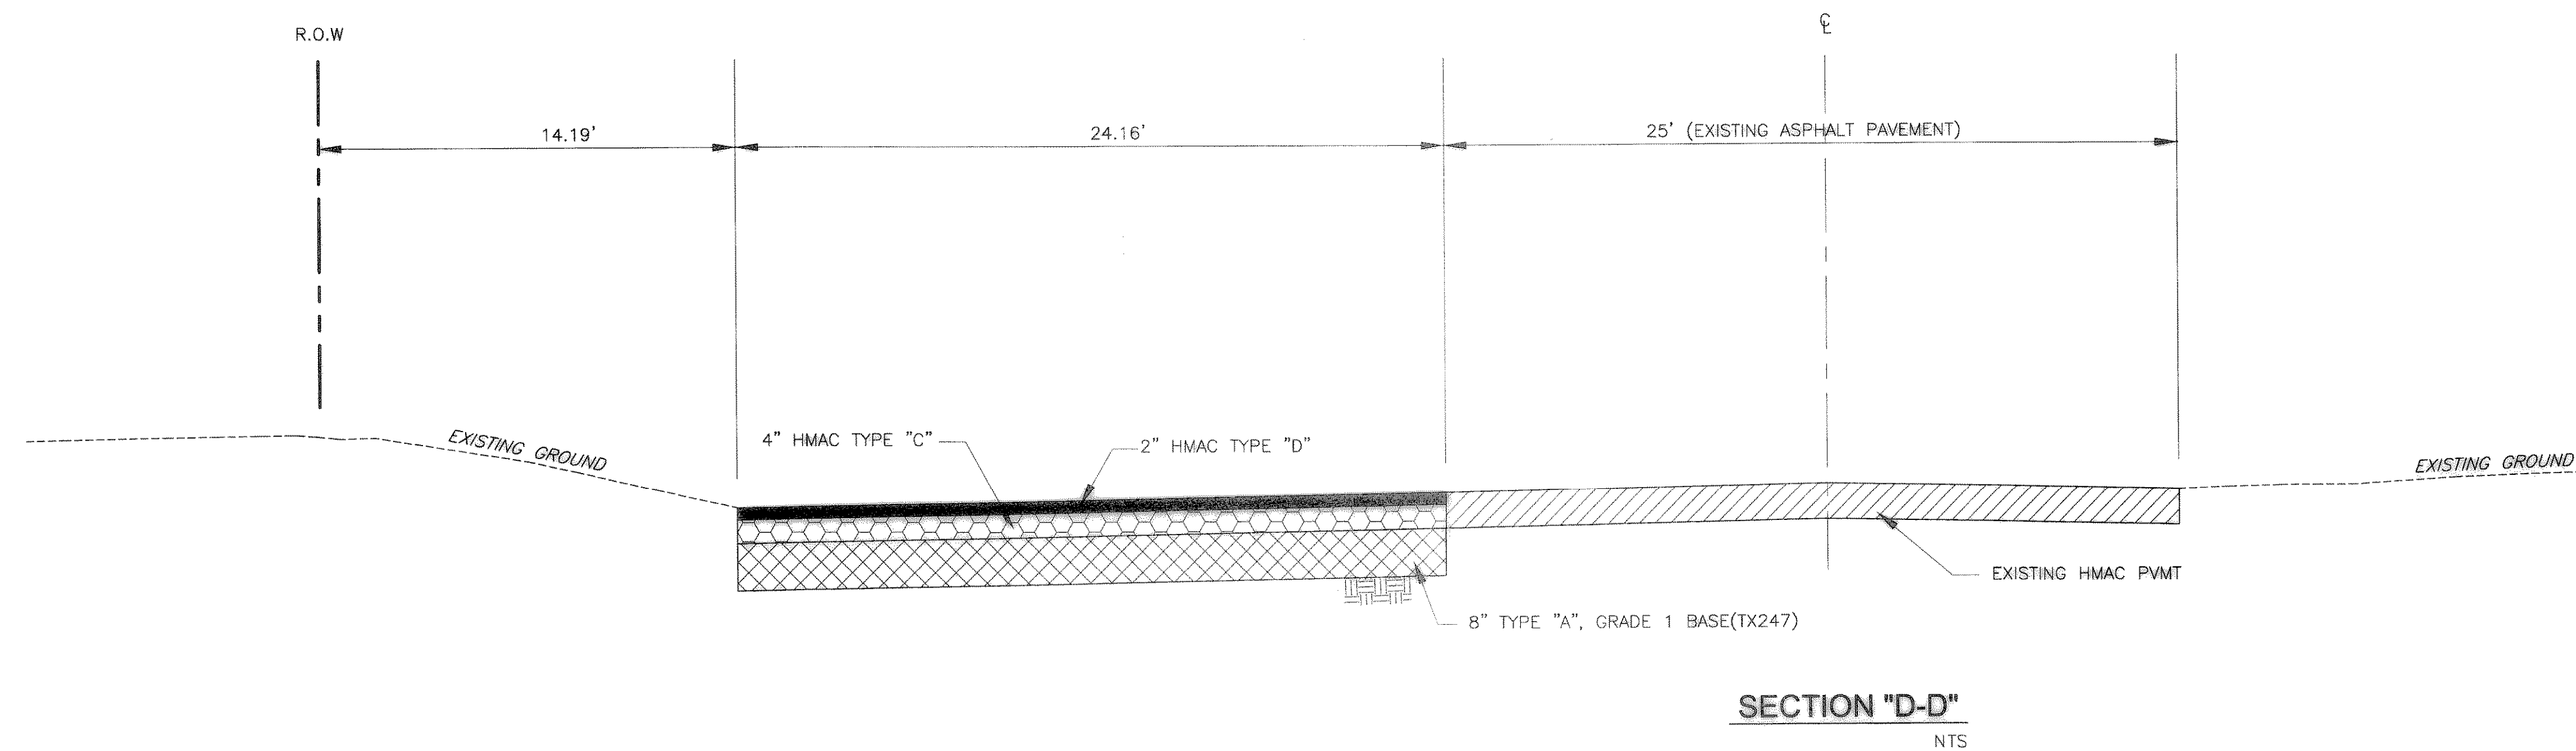 R.O.W
℄
14.19'
24.16'
25' (EXISTING ASPHALT PAVEMENT)
EXISTING GROUND
4" HMAC TYPE "C"
2" HMAC TYPE "D"
EXISTING GROUND
EXISTING HMAC PVMT
8" TYPE "A", GRADE 1 BASE(TX247)
SECTION "D-D"
NTS